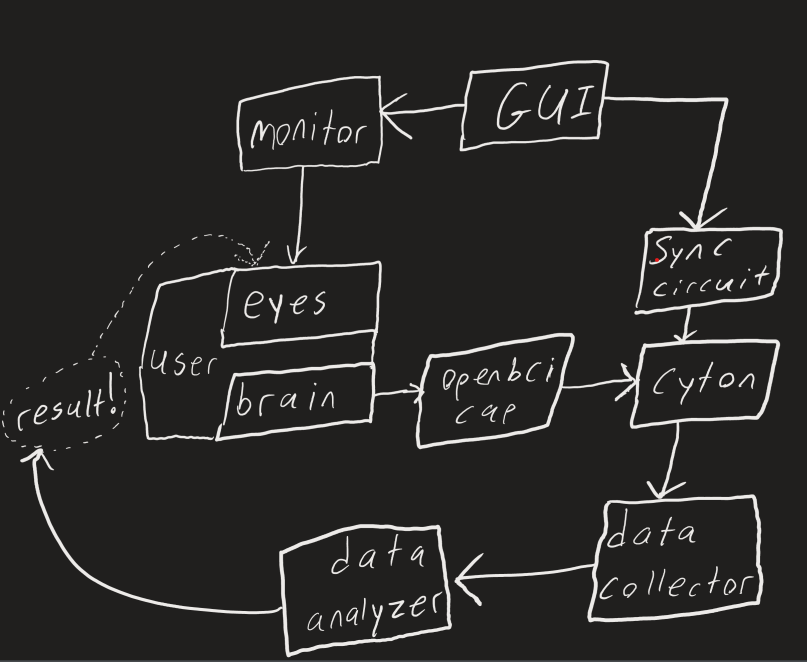 GUI
monitor
sync
circuit
eyes
user
brain
openbci
cap
cyton
result!
data
collector
data
analyzer